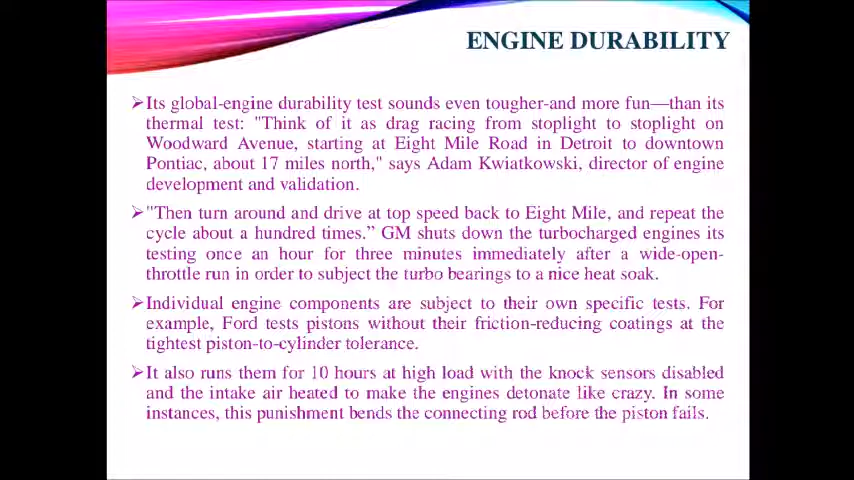 ENGINE DURABILITY
➢Its global-engine durability test sounds even tougher-and more fun—than its
thermal test: "Think of it as drag racing from stoplight to stoplight on
Woodward Avenue, starting at Eight Mile Road in Detroit to downtown
Pontiac, about 17 miles north," says Adam Kwiatkowski, director of engine
development and validation.
➢"Then turn around and drive at top speed back to Eight Mile, and repeat the
cycle about a hundred times.” GM shuts down the turbocharged engines its
testing once an hour for three minutes immediately after a wide-open-
throttle run in order to subject the turbo bearings to a nice heat soak.
➢Individual engine components are subject to their own specific tests. For
example, Ford tests pistons without their friction-reducing coatings at the
tightest piston-to-cylinder tolerance.
➢It also runs them for 10 hours at high load with the knock sensors disabled
and the intake air heated to make the engines detonate like crazy. In some
instances, this punishment bends the connecting rod before the piston fails.